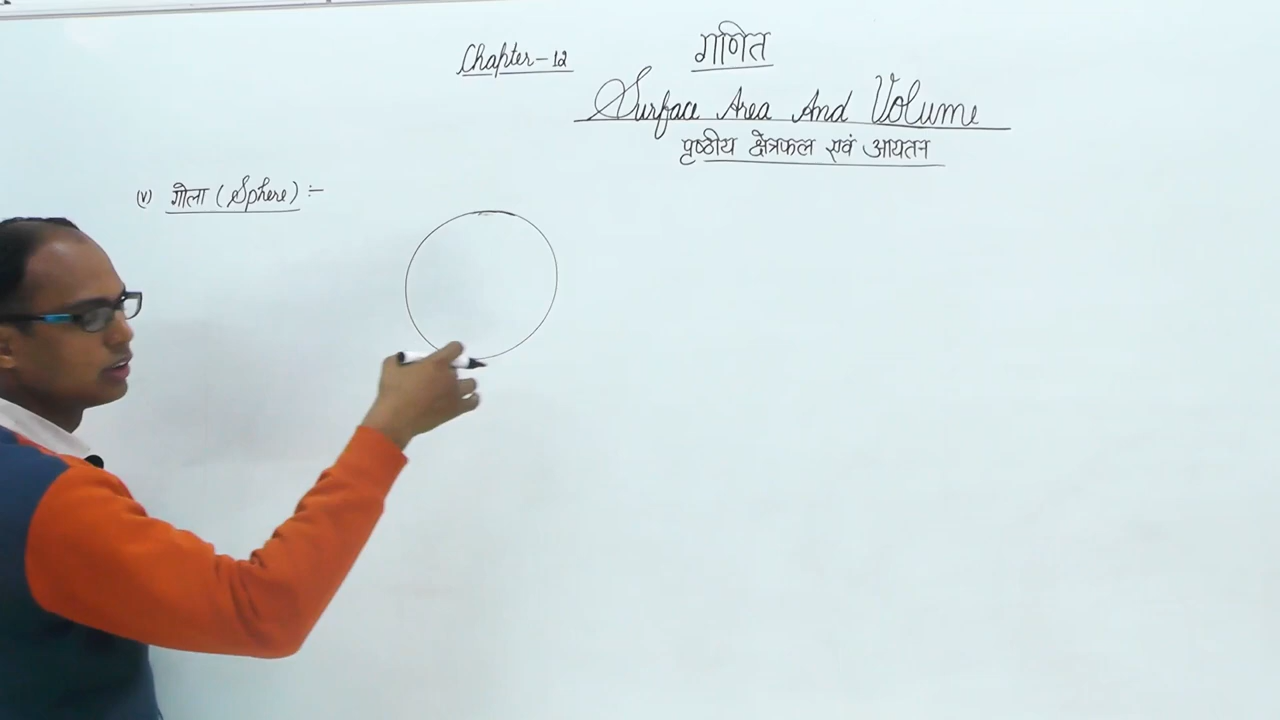 Chapter-12
गणित
Surface Area And Volume
पृष्ठीय क्षेत्रफल एवं आयतन
(v) गोला (Sphere) :-